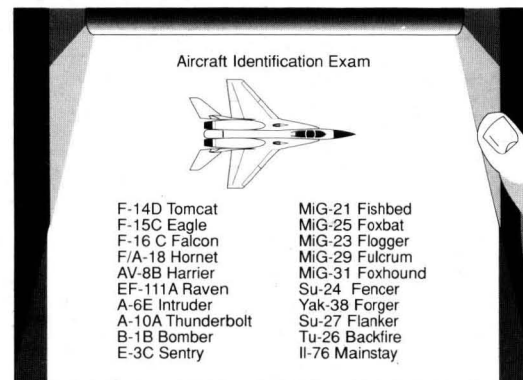 Aircraft Identification Exam
F-14D Tomcat
F-15C Eagle
F-16 C Falcon
F/A-18 Hornet
AV-8B Harrier
EF-111A Raven
A-6E Intruder
A-10A Thunderbolt
B-1B Bomber
E-3C Sentry
MiG-21 Fishbed
MiG-25 Foxbat
MiG-23 Flogger
MiG-29 Fulcrum
MiG-31 Foxhound
Su-24 Fencer
Yak-38 Forger
Su-27 Flanker
Tu-26 Backfire
Il-76 Mainstay